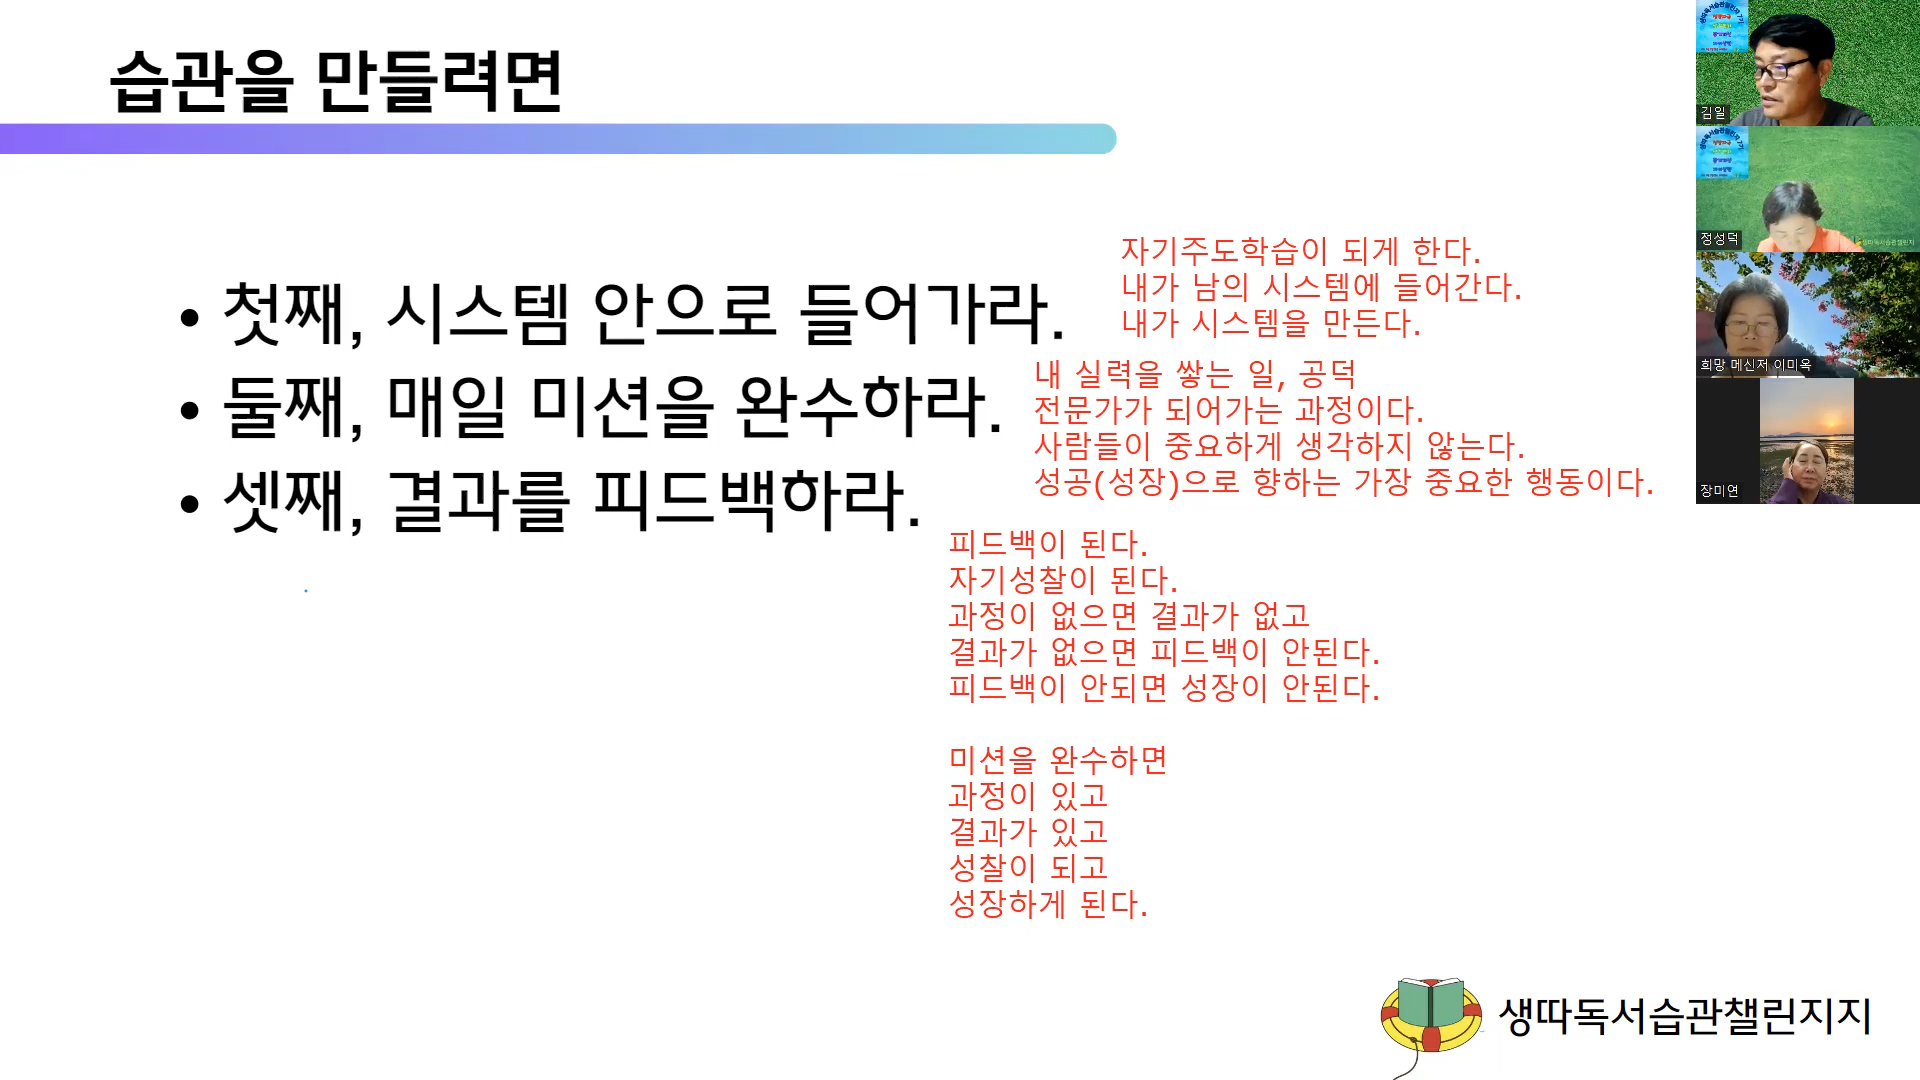 습관을 만들려면
• 첫째, 시스템 안으로 들어가라.
자기주도학습이 되게 한다.
내가 남의 시스템에 들어간다.
내가 시스템을 만든다.
• 둘째, 매일 미션을 완수하라.
내 실력을 쌓는 일, 공덕
전문가가 되어가는 과정이다.
사람들이 중요하게 생각하지 않는다.
성공(성장)으로 향하는 가장 중요한 행동이다.
• 셋째, 결과를 피드백하라.
피드백이 된다.
자기성찰이 된다.
과정이 없으면 결과가 없고
결과가 없으면 피드백이 안된다.
피드백이 안되면 성장이 안된다.
미션을 완수하면
과정이 있고
결과가 있고
성찰이 되고
성장하게 된다.
생따독서습관챌린지지
김일
정성덕
희망 메신저 이미옥
장미연